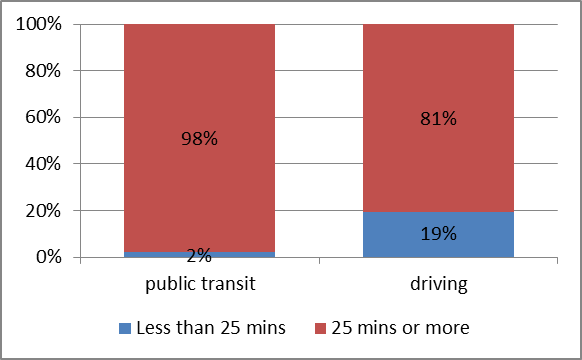 100%
80%
60%
40%
20%
0%
98%
2%
81%
19%
public transit
driving
Less than 25 mins
25 mins or more